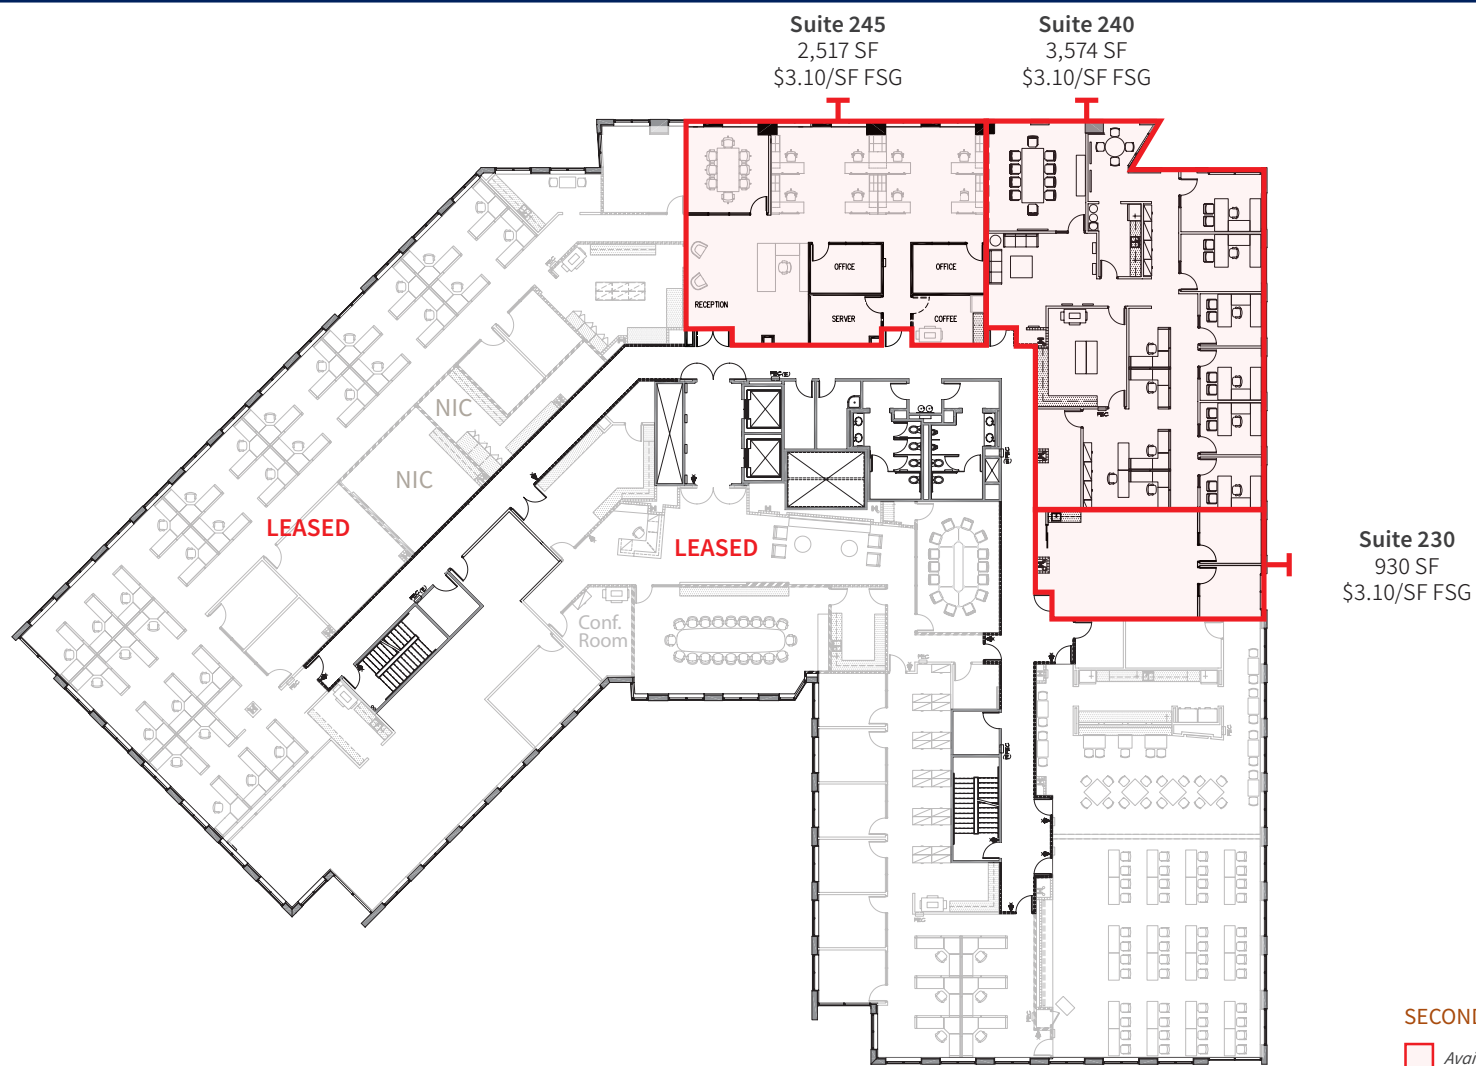 Suite 245
2,517 SF
$3.10/SF FSG
Suite 240
3,574 SF
$3.10/SF FSG
OFFICE
OFFICE
RECEPTION
SERVER
COFFEE
NIC
NIC
LEASED
LEASED
Suite 230
930 SF
$3.10/SF FSG
Conf.
Room
SECOND